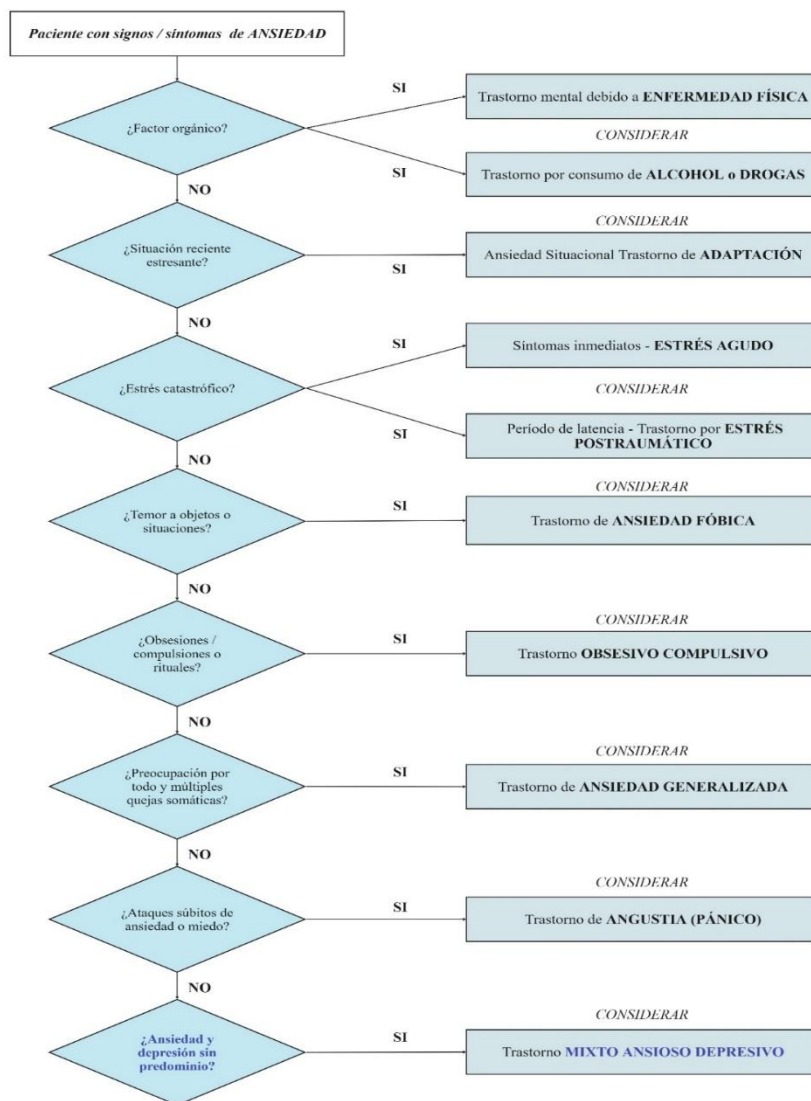 Paciente con signos / síntomas de ANSIEDAD
SI
Trastorno mental debido a ENFERMEDAD FÍSICA
¿Factor orgánico?
CONSIDERAR
SI
Trastorno por consumo de ALCOHOL o DROGAS
NO
CONSIDERAR
¿Situación reciente
estresante?
SI
Ansiedad Situacional Trastorno de ADAPTACIÓN
NO
SI
Síntomas inmediatos - ESTRÉS AGUDO
¿Estrés catastrófico?
CONSIDERAR
SI
Período de latencia - Trastorno por ESTRÉS
POSTRAUMÁTICO
NO
CONSIDERAR
¿Temor a objetos o
situaciones?
SI
Trastorno de ANSIEDAD FÓBICA
NO
CONSIDERAR
¿Obsesiones /
compulsiones o
rituales?
SI
Trastorno OBSESIVO COMPULSIVO
NO
CONSIDERAR
¿Preocupación por
todo y múltiples
quejas somáticas?
SI
Trastorno de ANSIEDAD GENERALIZADA
NO
CONSIDERAR
¿Ataques súbitos de
ansiedad o miedo?
SI
Trastorno de ANGUSTIA (PÁNICO)
NO
CONSIDERAR
¿Ansiedad y
depresión sin
predominio?
SI
Trastorno MIXTO ANSIOSO DEPRESIVO